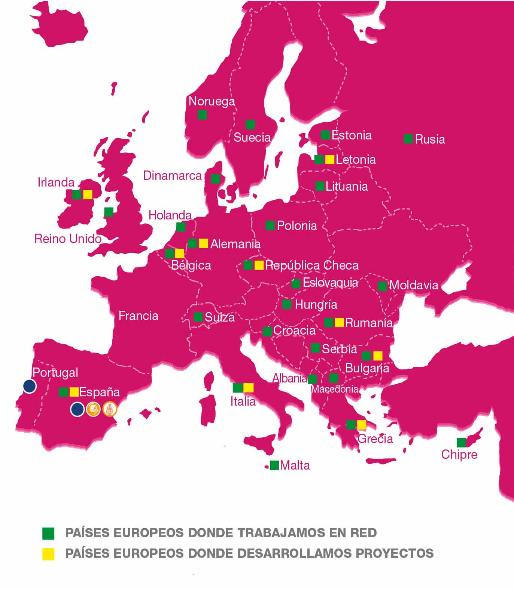 Noruega
Suecia
Estonia
Rusia
Letonia
Dinamarca
Irlanda
Lituania
Holanda
Polonia
Reino Unido
Alemania
Bélgica
República Checa
Eslovaquia
Moldavia
Hungría
Francia
Suiza
Rumania
Croacia
Serbia
Bulgaria
Portugal
Albania
Macedonia
España
Italia
Grecia
Chipre
Malta
PAÍSES EUROPEOS DONDE TRABAJAMOS EN RED
PAÍSES EUROPEOS DONDE DESARROLLAMOS PROYECTOS